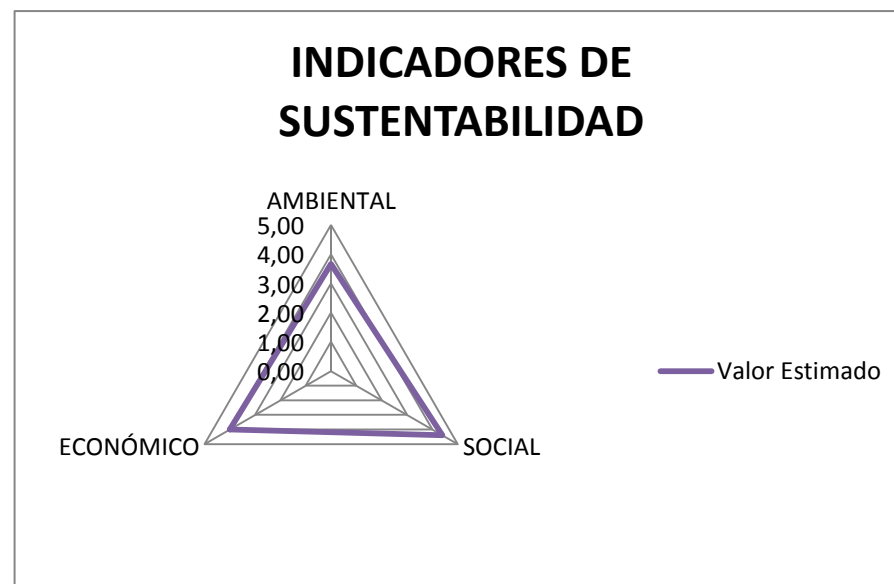 INDICADORES DE
SUSTENTABILIDAD
AMBIENTAL
5,00
4,00
3,00
2,00
1,00
0,00
ECONÓMICO
SOCIAL
Valor Estimado